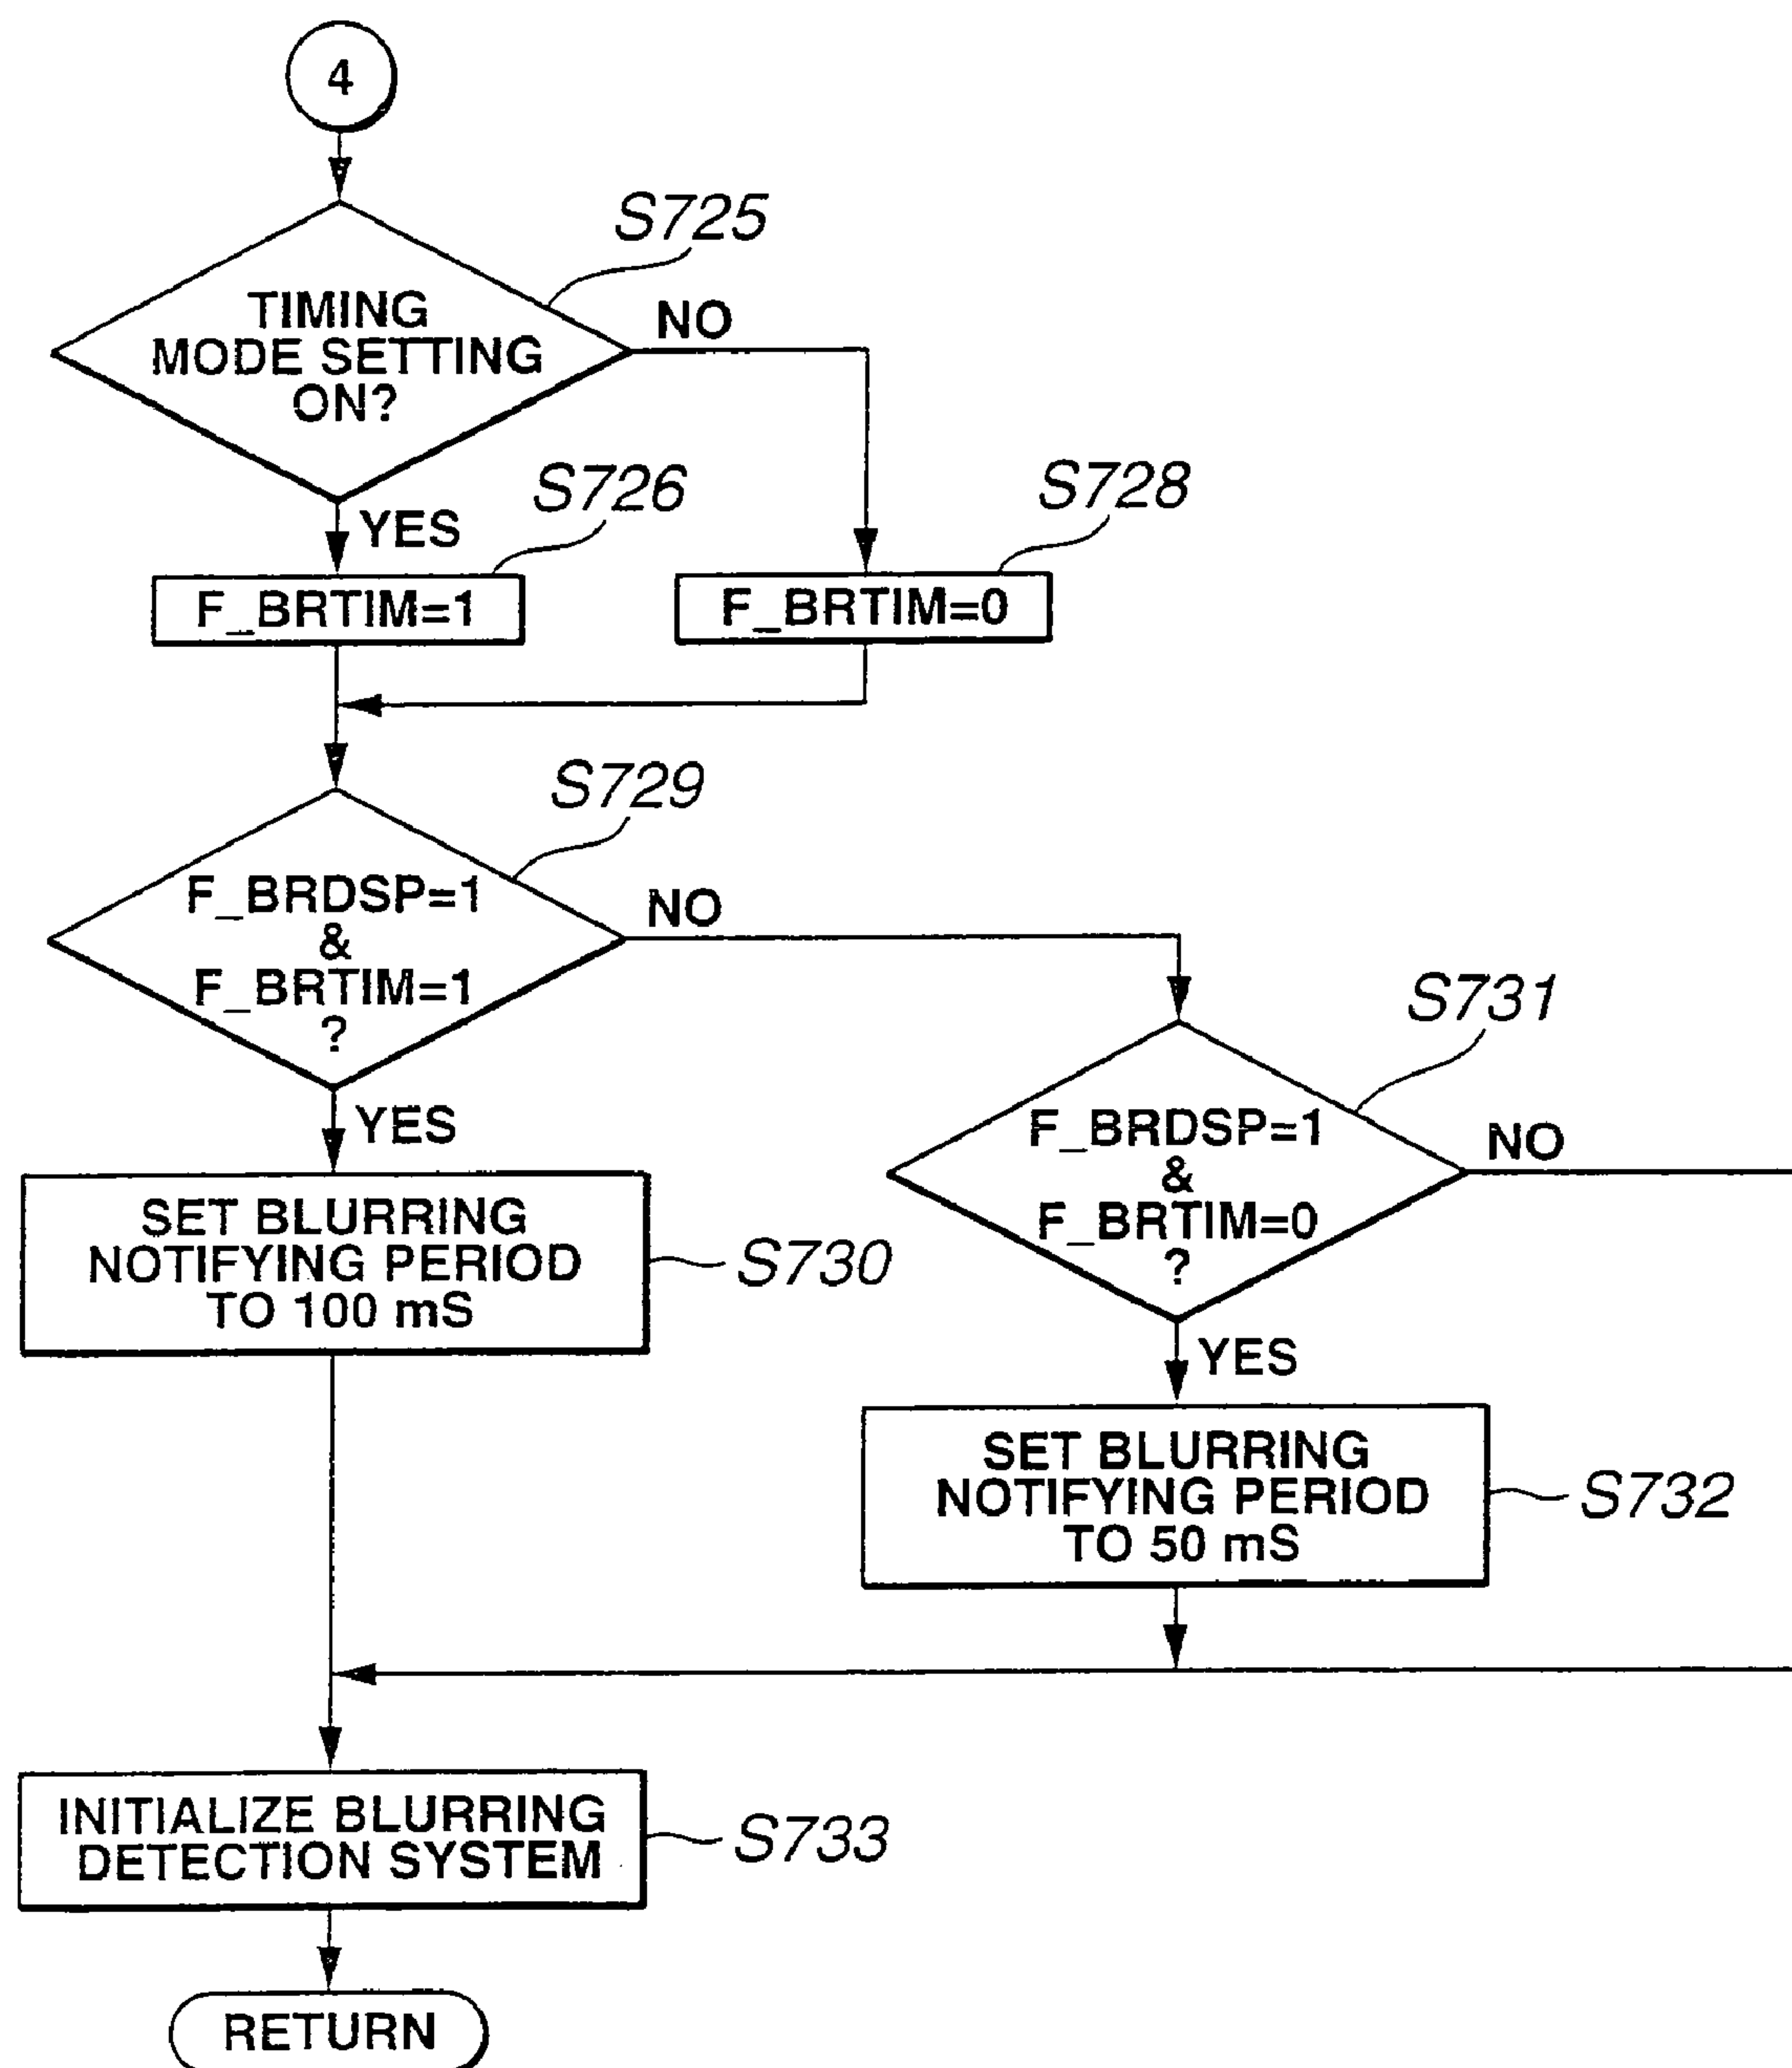 4
S725
TIMING
MODE SETTING
ON?
NO
YES
S726
S728
F_BRTIM=1
F_BRTIM=0
S729
F_BRDSP=1
&
F_BRTIM=1
?
NO
YES
S731
F_BRDSP=1
&
F_BRTIM=0
?
NO
YES
SET BLURRING
NOTIFYING PERIOD
TO 100 mS
S730
SET BLURRING
NOTIFYING PERIOD
TO 50 mS
S732
INITIALIZE BLURRING
DETECTION SYSTEM
S733
RETURN